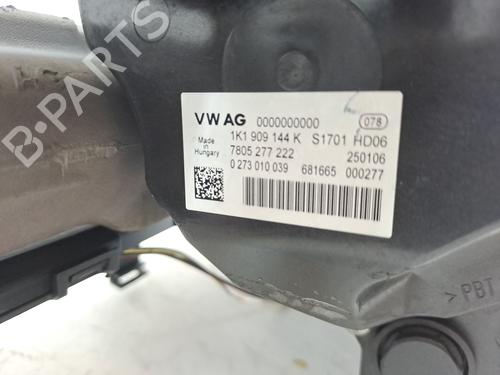 VW AG 0000000000 078
Made in Hungary
1K1 909 144 K S1701 HD06
7805 277 222 250106
0 273 010 039 681665 000277
>PBT
B-PARTS